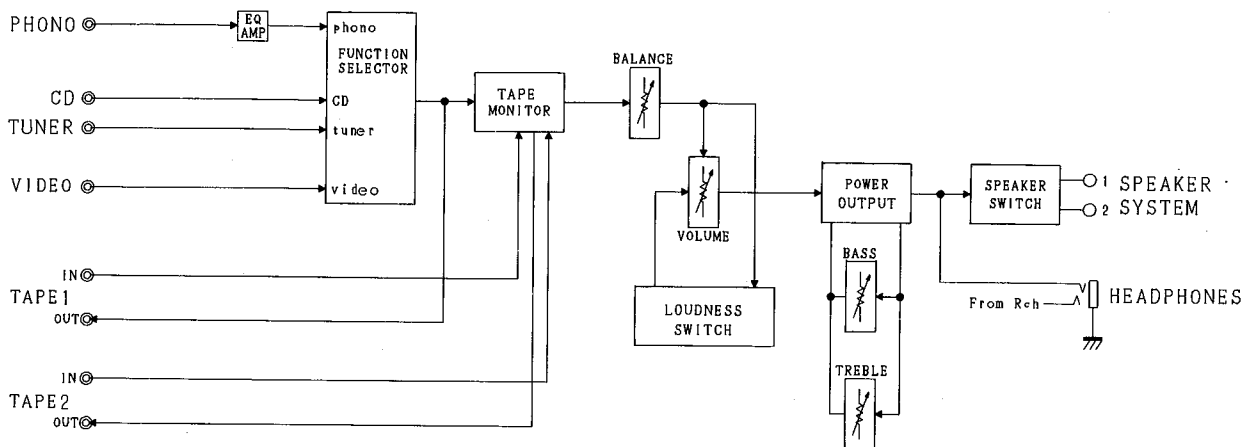 PHONO
EQ
AMP
phono
FUNCTION
SELECTOR
CD
CD
TUNER
tuner
VIDEO
video
TAPE
MONITOR
BALANCE
VOLUME
LOUDNESS
SWITCH
POWER
OUTPUT
BASS
TREBLE
SPEAKER
SWITCH
1
2
SPEAKER
SYSTEM
From Rch
HEADPHONES
IN
TAPE1
OUT
IN
TAPE2
OUT